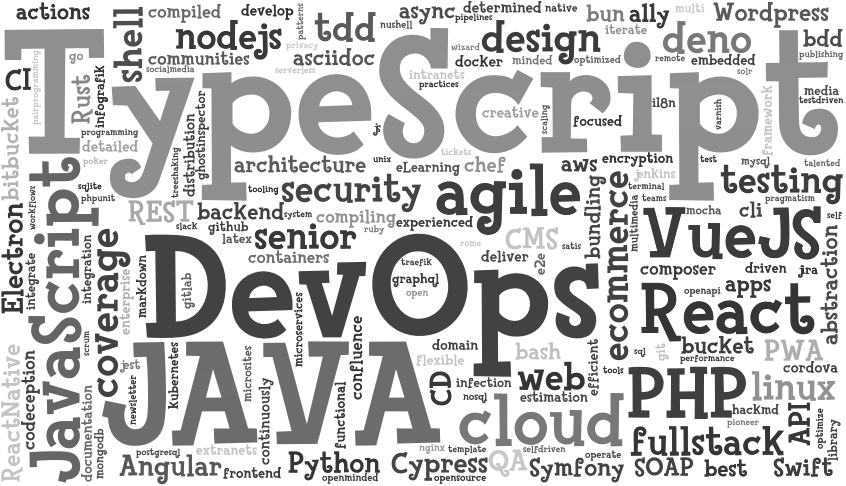 actions
shell
compiled
develop
patterns
tdd
async
pipelines
determined
native
bun
ally
multi
Wordpress
nodejs
privacy
nushell
wizard
design
iterate
deno
bdd
TypeScript
go
CI
pairprogramming
Rust
infografik
communities
socialmedia
asciidoc
serverless
intranets
practices
docker
minded
optimized
remote
embedded
solr
publishing
media
testdriven
bitbucket
programming
detailed
poker
treeshaking
distribution
ghostinspector
js
creative
scaling
focused
i18n
varnish
framework
architecture
unix
tickets
eLearning
chef
aws
encryption
jenkins
test
mysql
talented
JavaScript
sqlite
phpunit
workflows
tooling
security
agile
bundling
terminal
teams
testing
pragmatism
REST
backend
system
compiling
experienced
ecommerce
multimedia
VueJS
mocha
cli
self
Electron
integrate
integration
coverage
slack
github
latex
senior
ruby
rome
CMS
satis
abstraction
enterprise
markdown
gitlab
containers
DevOps
traefik
graphql
open
deliver
e2e
composer
driven
jra
openapi
apps
React
microservices
scrum
ReactNative
codeception
jest
kubernetes
JAVA
microsites
confluence
domain
flexible
bash
efficient
sql
git
bucket
performance
PWA
cordova
documentation
mongodb
newsletter
continuously
functional
CD
infection
nosql
web
estimation
tools
PHP
linux
hackmd
pioneer
API
optimize
library
cloud
fullstack
postgresql
extranets
nginx
template
selfdriven
operate
Angular
frontend
Python
openminded
Cypress
opensource
QA
Symfony
SOAP
best
Swift